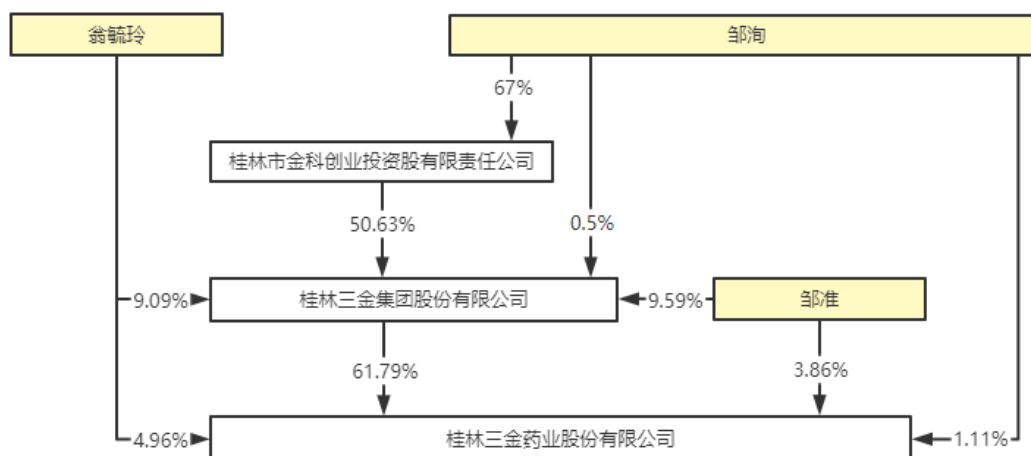 翁毓玲
邹洵
67%
桂林市金科创业投资股有限责任公司
50.63%
0.5%
9.09%
桂林三金集团股份有限公司
9.59%
邹准
61.79%
3.86%
4.96%
桂林三金药业股份有限公司
1.11%